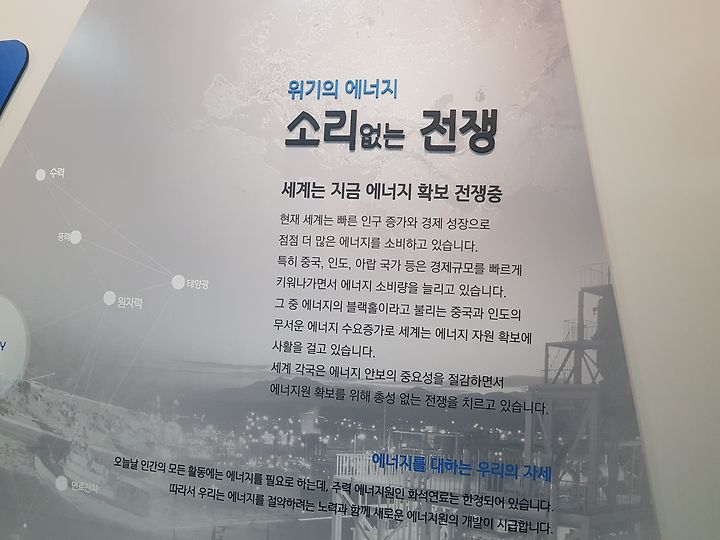 위기의 에너지
소리없는 전쟁
세계는 지금 에너지 확보 전쟁중
현재 세계는 빠른 인구 증가와 경제 성장으로
점점 더 많은 에너지를 소비하고 있습니다.
특히 중국, 인도, 아랍 국가 등은 경제규모를 빠르게
키워나가면서 에너지 소비량을 늘리고 있습니다.
그 중 에너지의 블랙홀이라고 불리는 중국과 인도의
무서운 에너지 수요증가로 세계는 에너지 자원 확보에
사활을 걸고 있습니다.
세계 각국은 에너지 안보의 중요성을 절감하면서
에너지원 확보를 위해 총성 없는 전쟁을 치르고 있습니다.
에너지를 대하는 우리의 자세
오늘날 인간의 모든 활동에는 에너지를 필요로 하는데, 주력 에너지원인 화석연료는 한정되어 있습니다.
따라서 우리는 에너지를 절약하려는 노력과 함께 새로운 에너지원의 개발이 시급합니다.
수력
풍력
태양광
원자력
연료전지
Y